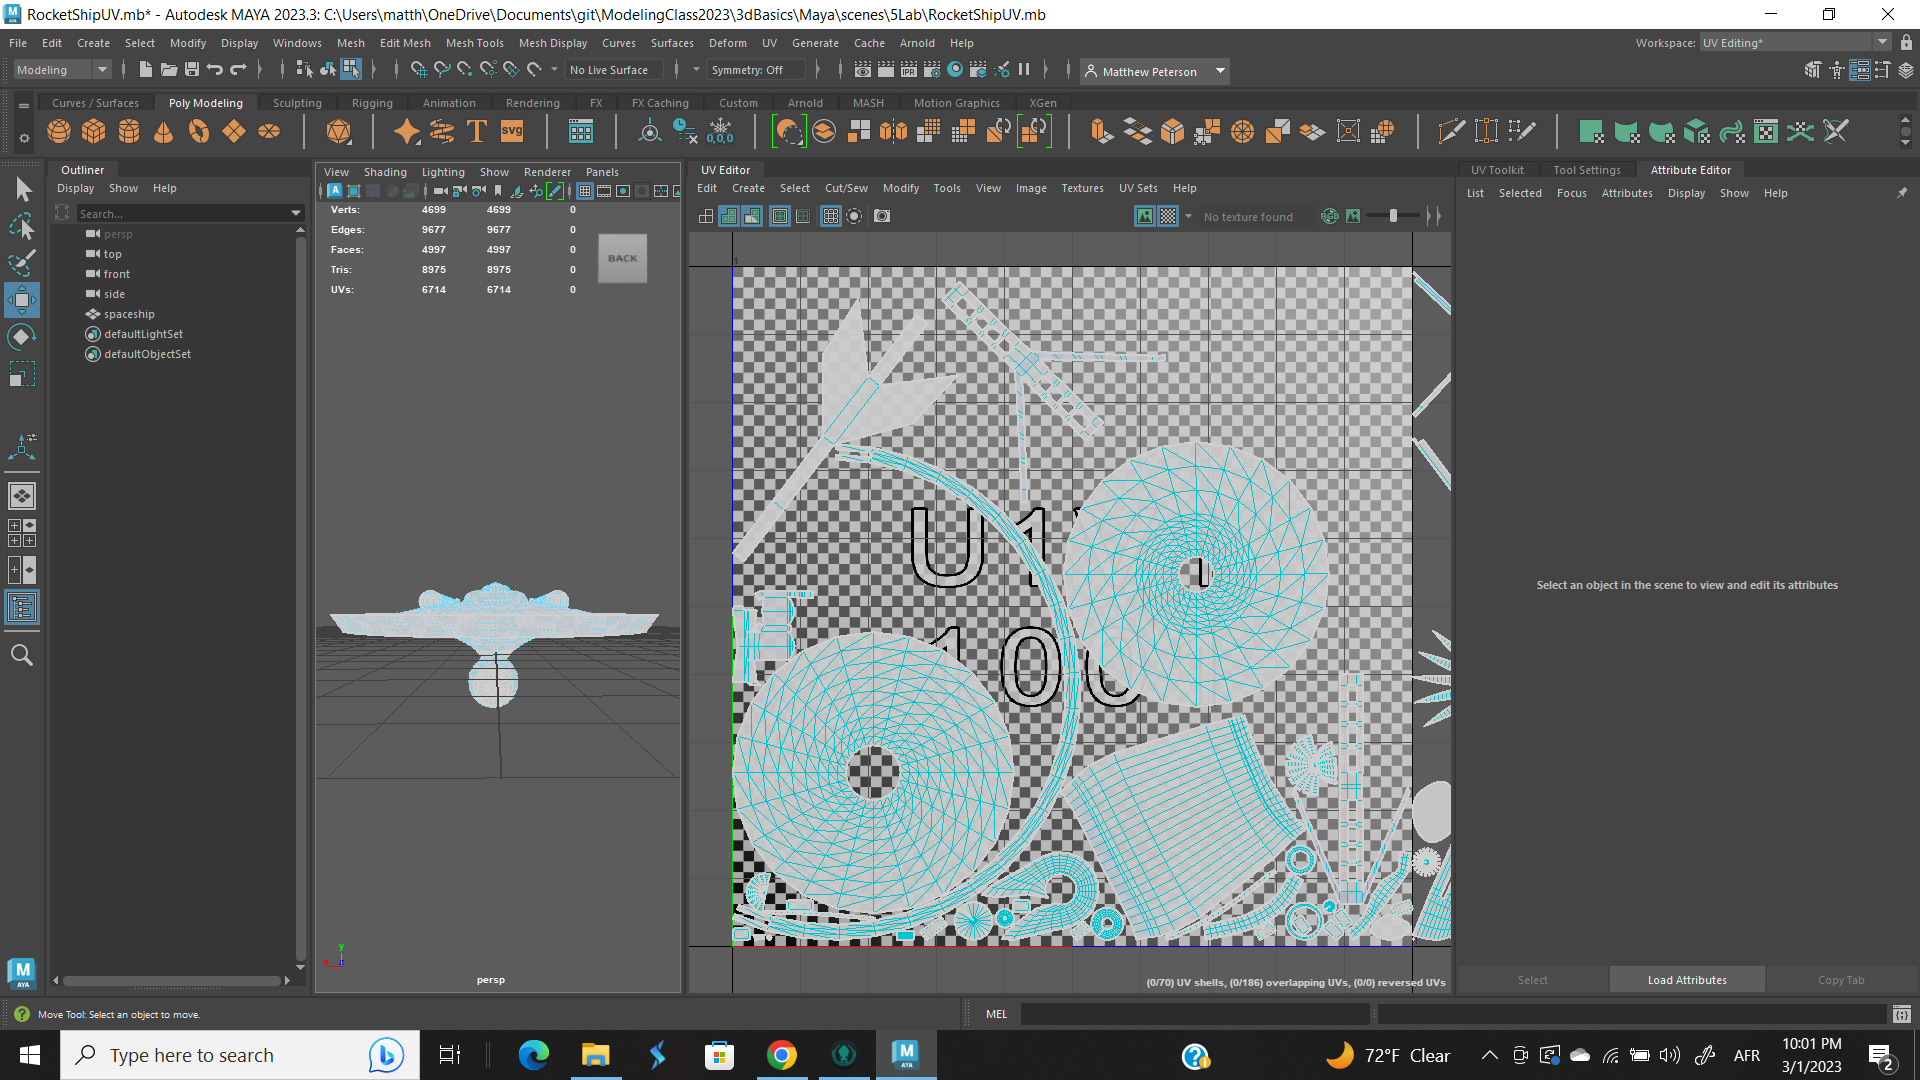 RocketShipUV.mb* - Autodesk MAYA 2023.3: C:\Users\matth\OneDrive\Documents\git\ModelingClass2023\3dBasics\Maya\scenes\5Lab\RocketShipUV.mb
File Edit Create Select Modify Display Windows Mesh Edit Mesh Mesh Tools Mesh Display Curves Surfaces Deform UV Generate Cache Arnold Help
Workspace: UV Editing*
Modeling
No Live Surface
Symmetry: Off
IPR
Matthew Peterson
Curves / Surfaces Poly Modeling Sculpting Rigging Animation Rendering FX FX Caching Custom Arnold MASH Motion Graphics XGen
SVG
0,0,0
Outliner
Display Show Help
Search...
persp
top
front
side
spaceship
defaultLightSet
defaultObjectSet
View Shading Lighting Show Renderer Panels
Verts: 4699 4699 0
Edges: 9677 9677 0
Faces: 4997 4997 0
Tris: 8975 8975 0
UVs: 6714 6714 0
BACK
y
x
z
persp
UV Editor
Edit Create Select Cut/Sew Modify Tools View Image Textures UV Sets Help
No texture found
RGB
1
U1
100
(0/70) UV shells, (0/186) overlapping UVs, (0/0) reversed UVs
UV Toolkit Tool Settings Attribute Editor
List Selected Focus Attributes Display Show Help
Select an object in the scene to view and edit its attributes
Select Load Attributes Copy Tab
M
AYA
Move Tool: Select an object to move.
MEL
Type here to search
M
AYA
72°F Clear
AFR
10:01 PM
3/1/2023
2